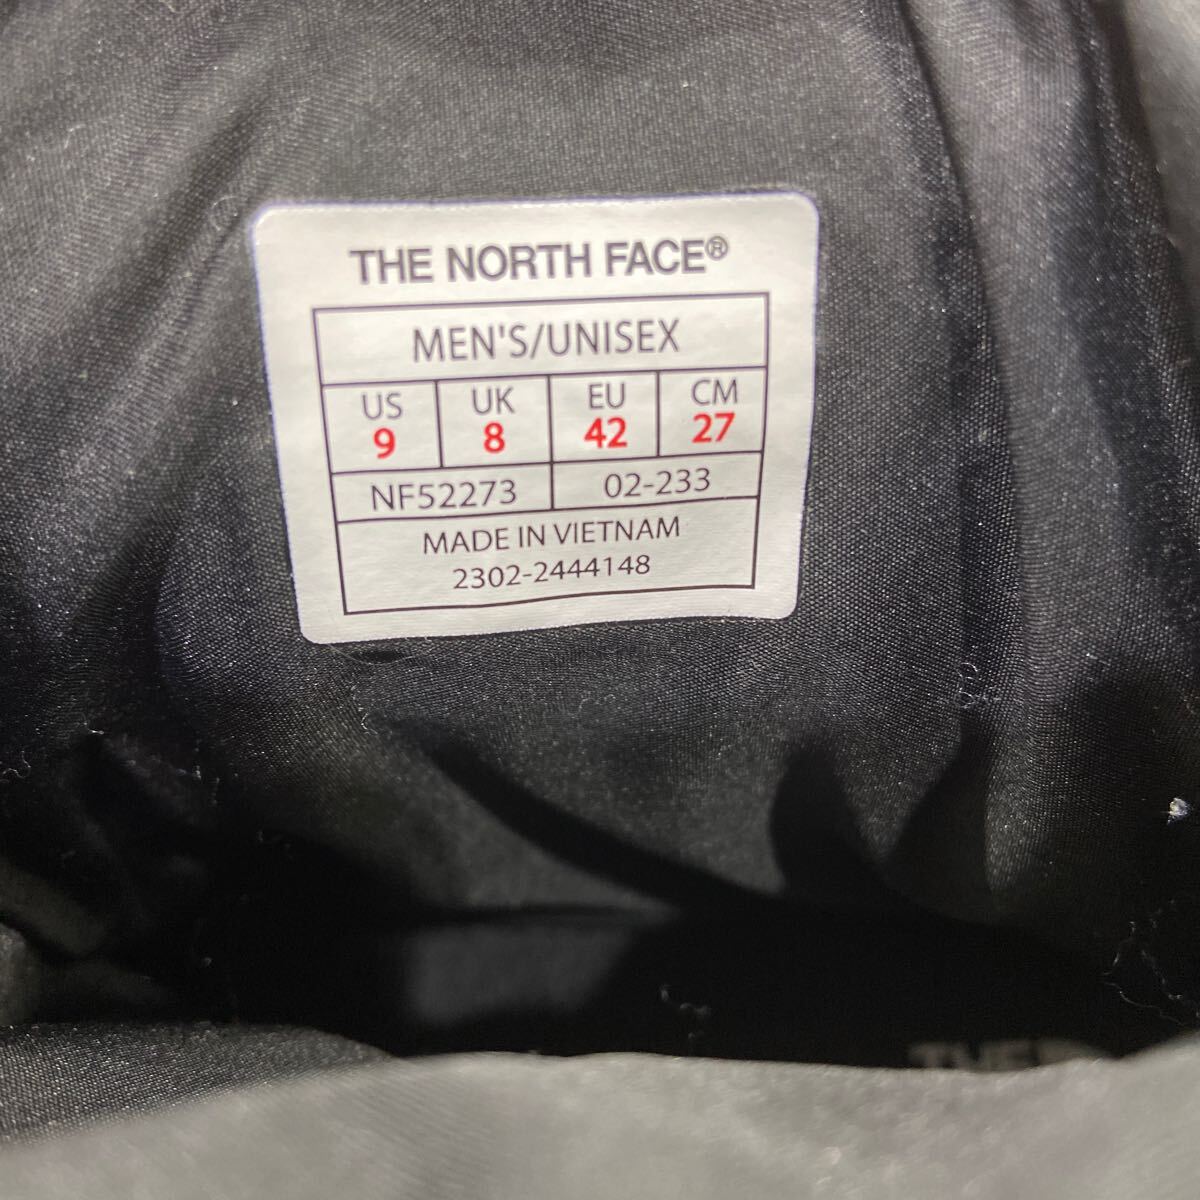 THE NORTH FACE®
MEN'S/UNISEX
US UK EU CM
9 8 42 27
NF52273 02-233
MADE IN VIETNAM
2302-2444148